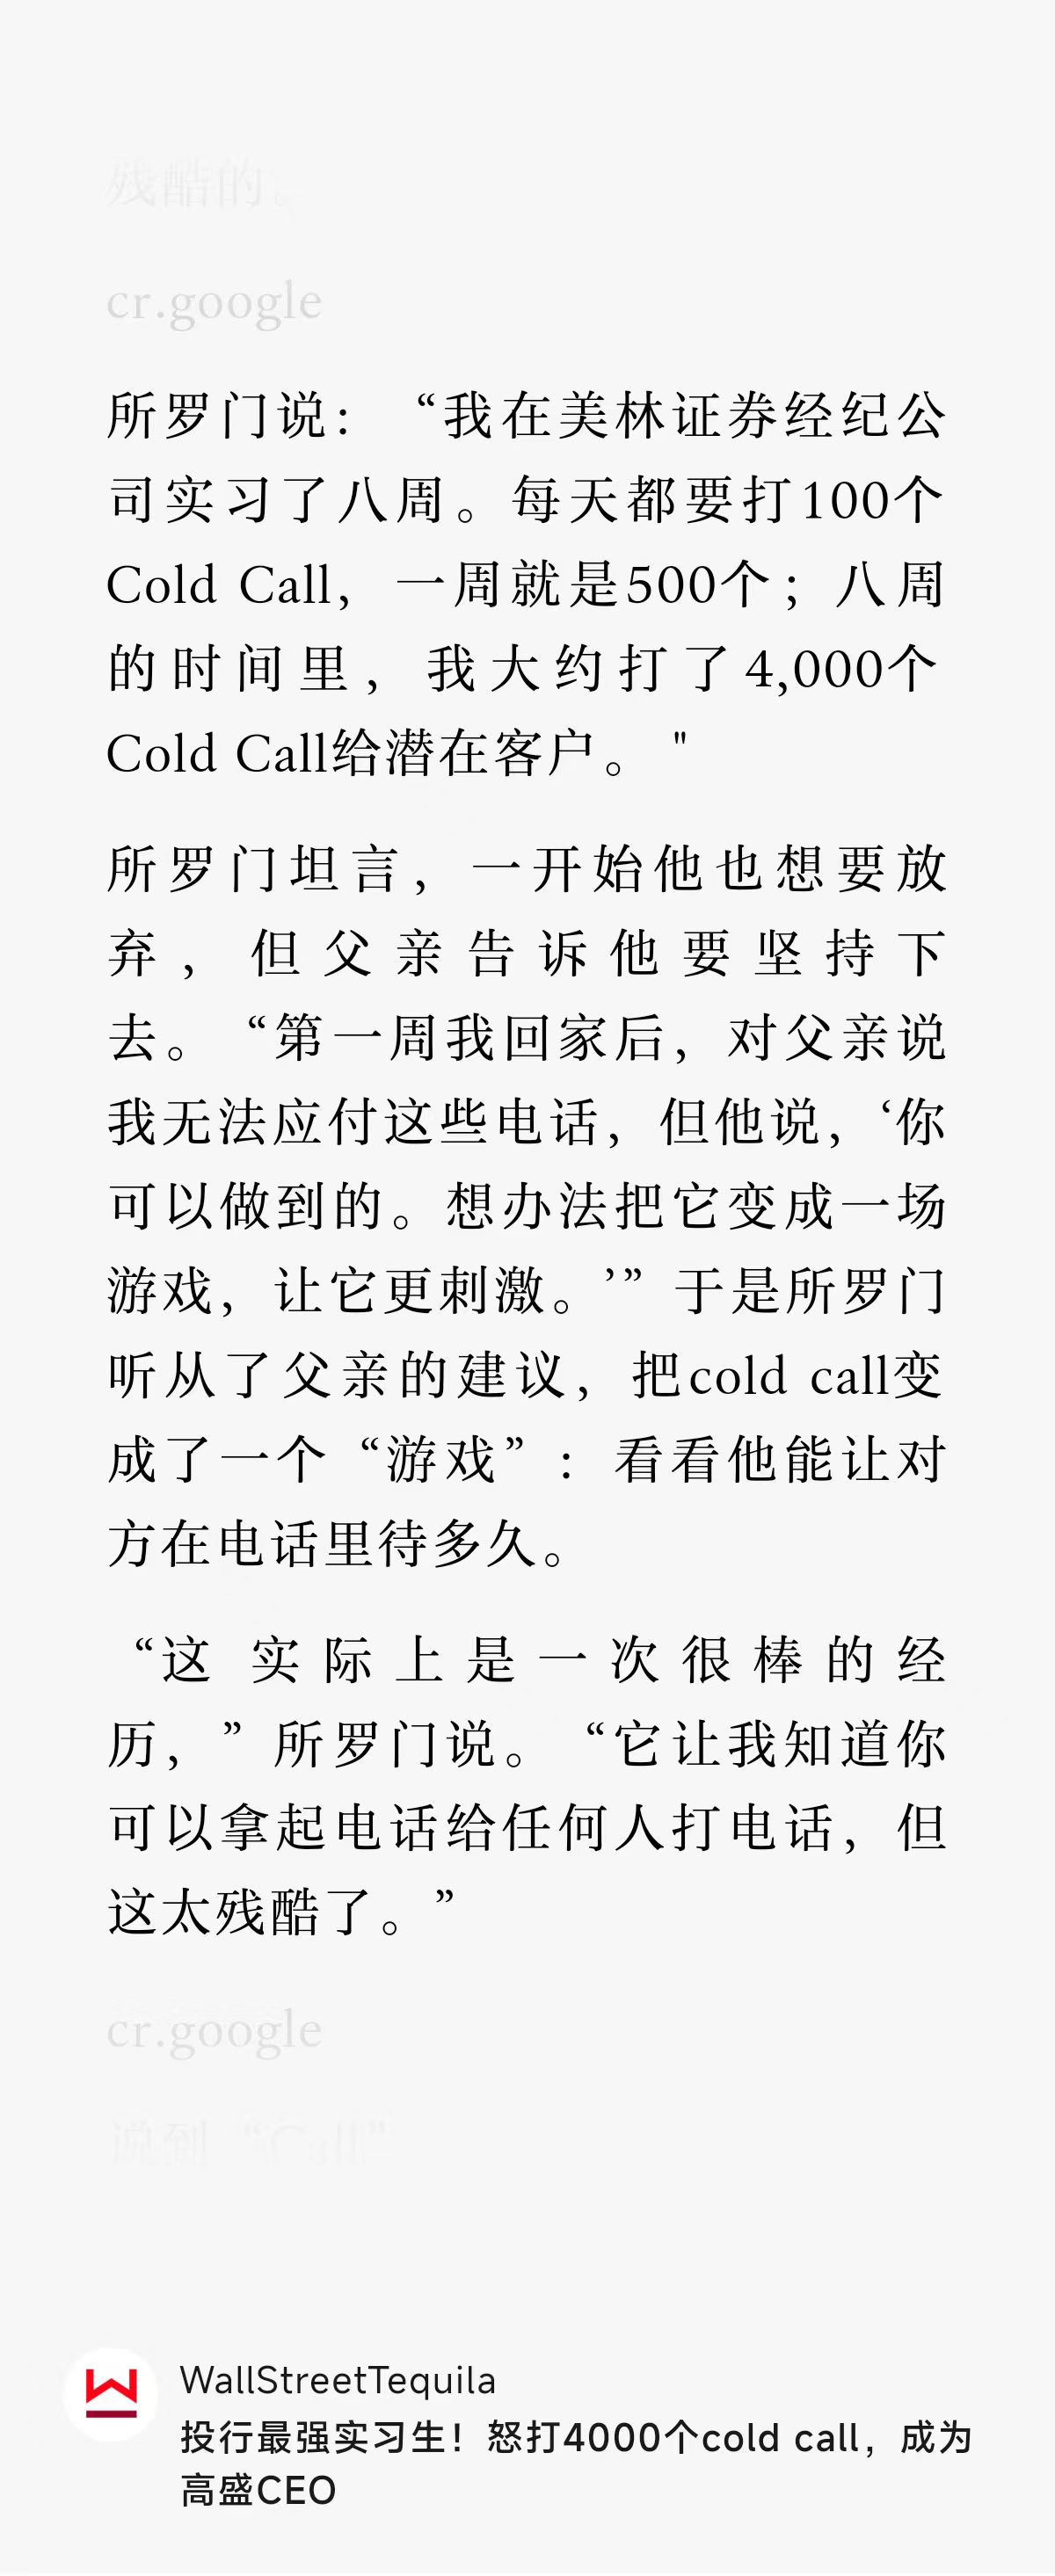 残酷的。
cr.google
所罗门说：“我在美林证券经纪公
司实习了八周。每天都要打100个
Cold Call，一周就是500个；八周
的时间里，我大约打了4,000个
Cold Call给潜在客户。"
所罗门坦言，一开始他也想要放
弃，但父亲告诉他要坚持下
去。“第一周我回家后，对父亲说
我无法应付这些电话，但他说，‘你
可以做到的。想办法把它变成一场
游戏，让它更刺激。’”于是所罗门
听从了父亲的建议，把cold call变
成了一个“游戏”：看看他能让对
方在电话里待多久。
“这 实际上是一次很棒的经
历，”所罗门说。“它让我知道你
可以拿起电话给任何人打电话，但
这太残酷了。”
cr.google
说到“Call”
WallStreetTequila
投行最强实习生！怒打4000个cold call，成为
高盛CEO